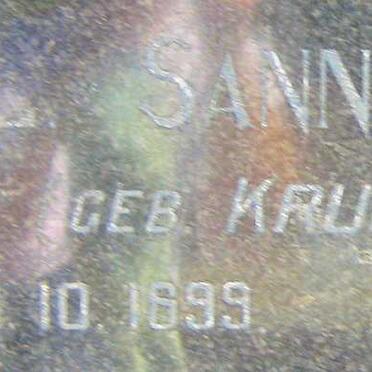 SANN
GEB. KRU
. 10. 1899.